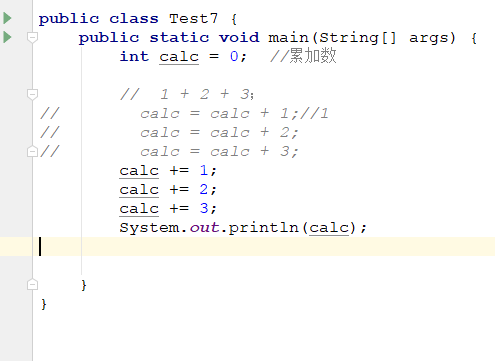 public class Test7 {
    public static void main(String[] args) {
        int calc = 0;  //累加数
        //  1 + 2 + 3;
//        calc = calc + 1;//1
//        calc = calc + 2;
//        calc = calc + 3;
        calc += 1;
        calc += 2;
        calc += 3;
        System.out.println(calc);
    }
}